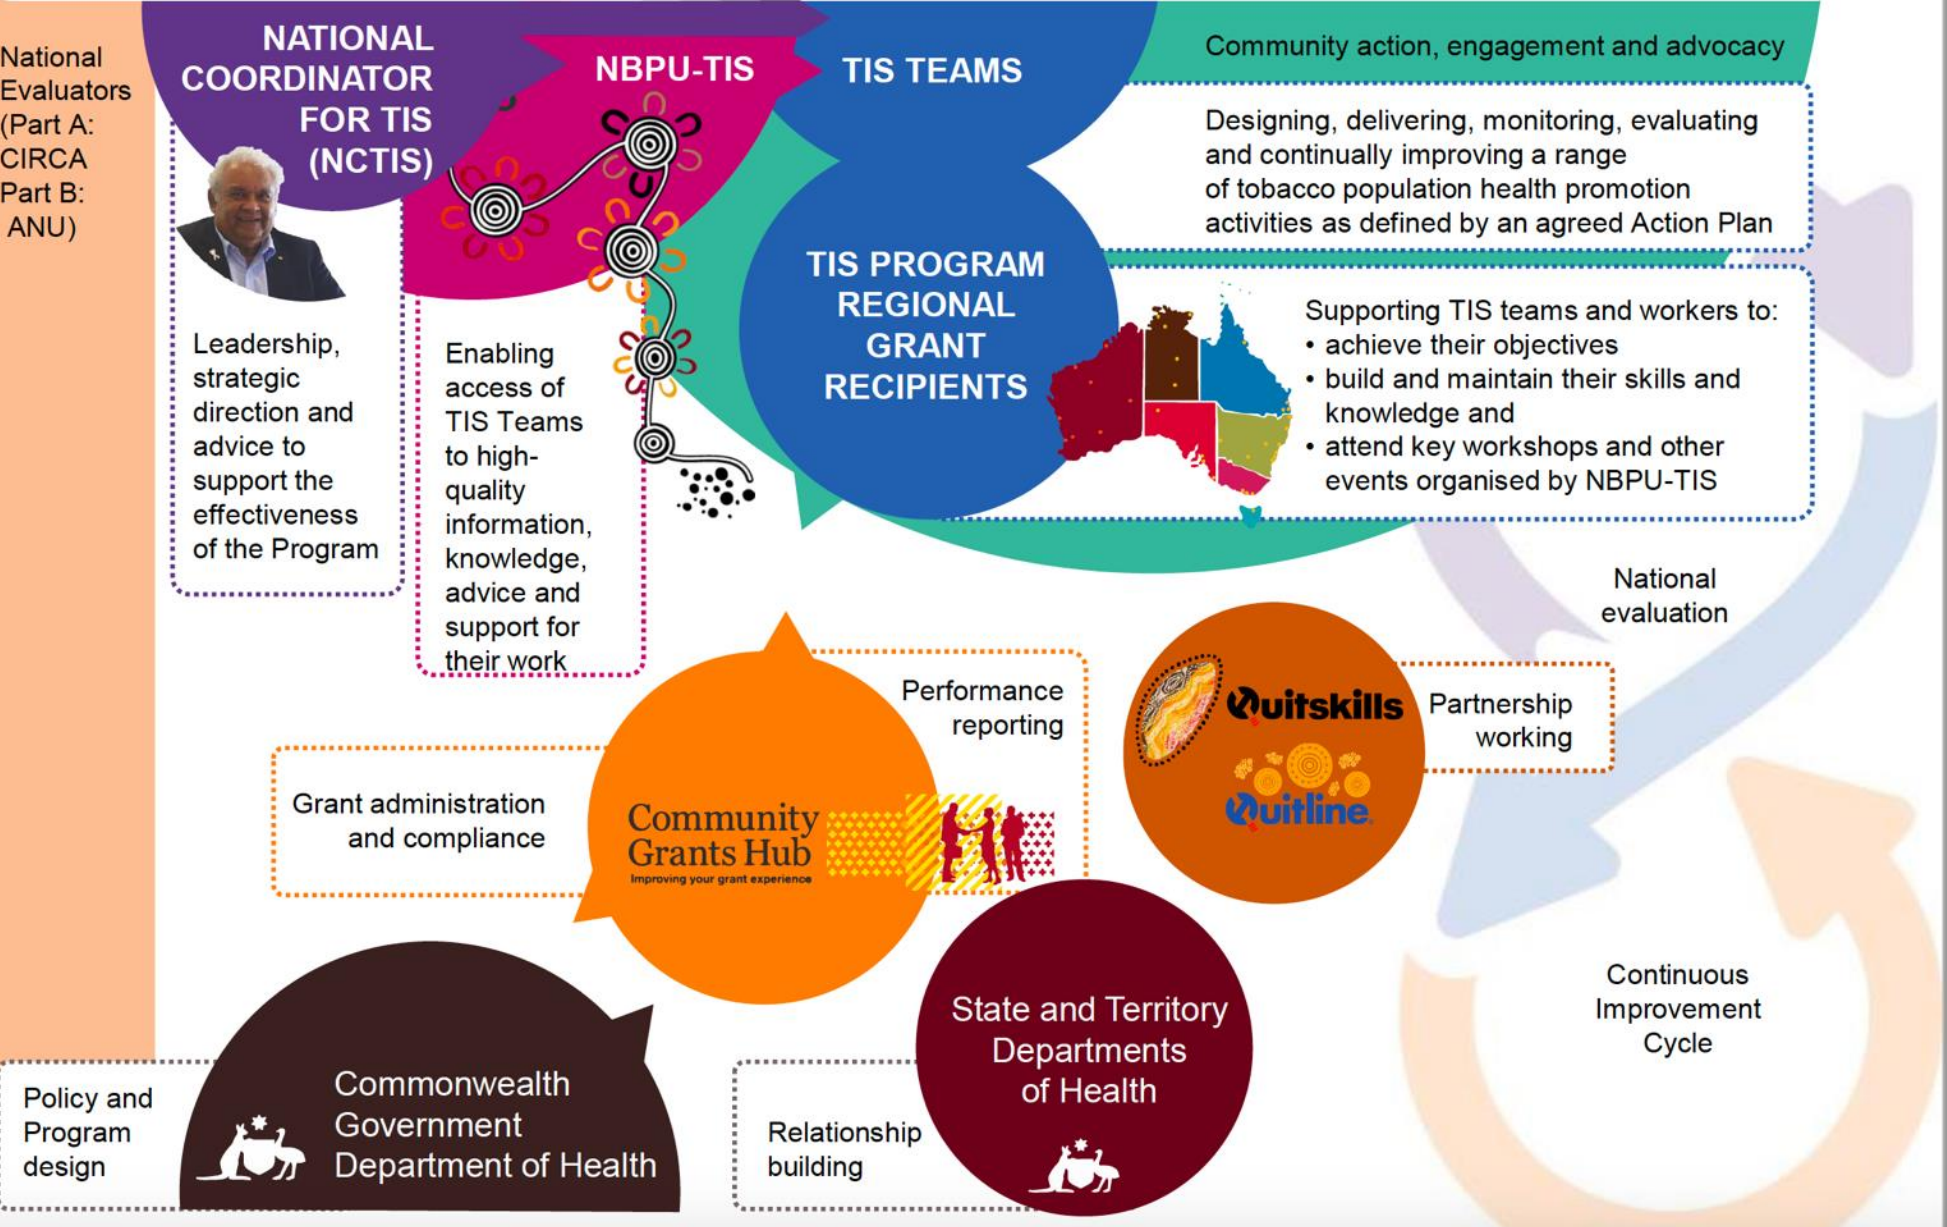 National
Evaluators
(Part A:
CIRCA
Part B:
ANU)
NATIONAL
COORDINATOR
FOR TIS
(NCTIS)
NBPU-TIS
TIS TEAMS
Community action, engagement and advocacy
Designing, delivering, monitoring, evaluating
and continually improving a range
of tobacco population health promotion
activities as defined by an agreed Action Plan
TIS PROGRAM
REGIONAL
GRANT
RECIPIENTS
Supporting TIS teams and workers to:
• achieve their objectives
• build and maintain their skills and
knowledge and
• attend key workshops and other
events organised by NBPU-TIS
Leadership,
strategic
direction and
advice to
support the
effectiveness
of the Program
Enabling
access of
TIS Teams
to high-
quality
information,
knowledge,
advice and
support for
their work
National
evaluation
Performance
reporting
Quitskills
Quitline
Partnership
working
Grant administration
and compliance
Community
Grants Hub
Improving your grant experience
State and Territory
Departments
of Health
Continuous
Improvement
Cycle
Policy and
Program
design
Commonwealth
Government
Department of Health
Relationship
building